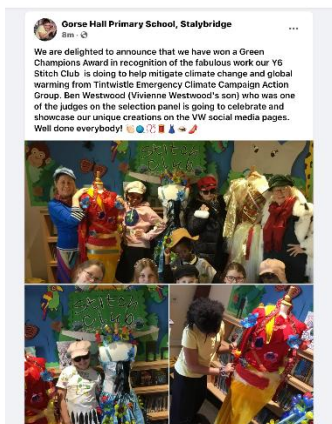 Gorse Hall Primary School, Stalybridge
8m
We are delighted to announce that we have won a Green
Champions Award in recognition of the fabulous work our Y6
Stitch Club is doing to help mitigate climate change and global
warming from Tintwistle Emergency Climate Campaign Action
Group. Ben Westwood (Vivienne Westwood's son) who was one
of the judges on the selection panel is going to celebrate and
showcase our unique creations on the VW social media pages.
Well done everybody!
stitch
club
stitch
club